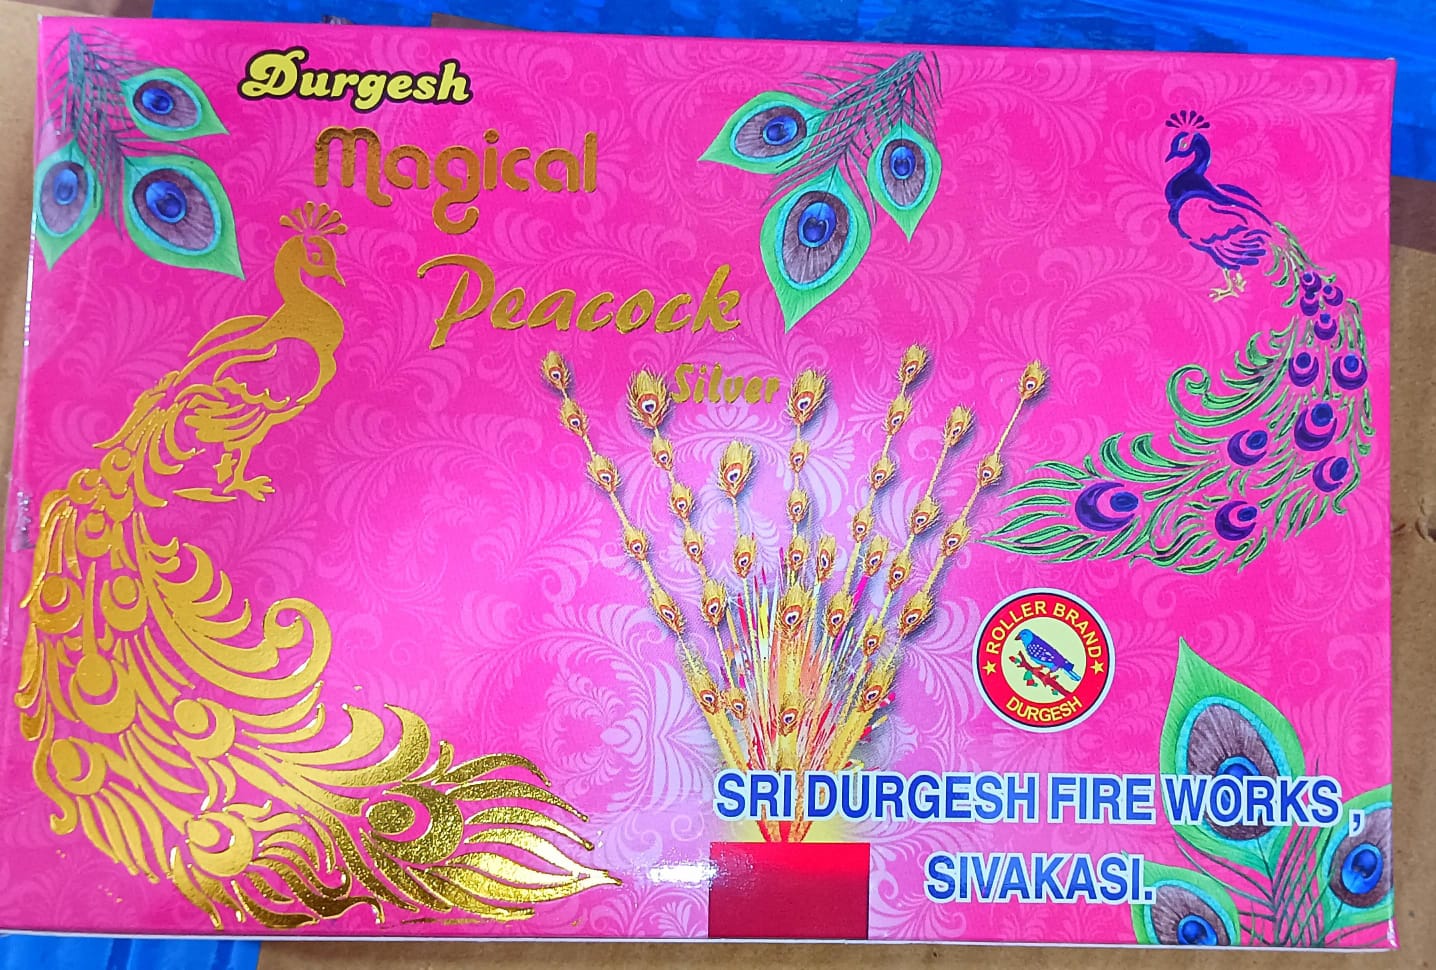 Durgesh
Magical
Peacock
Silver
ROLLER BRAND
DURGESH
SRI DURGESH FIRE WORKS ,
SIVAKASI.